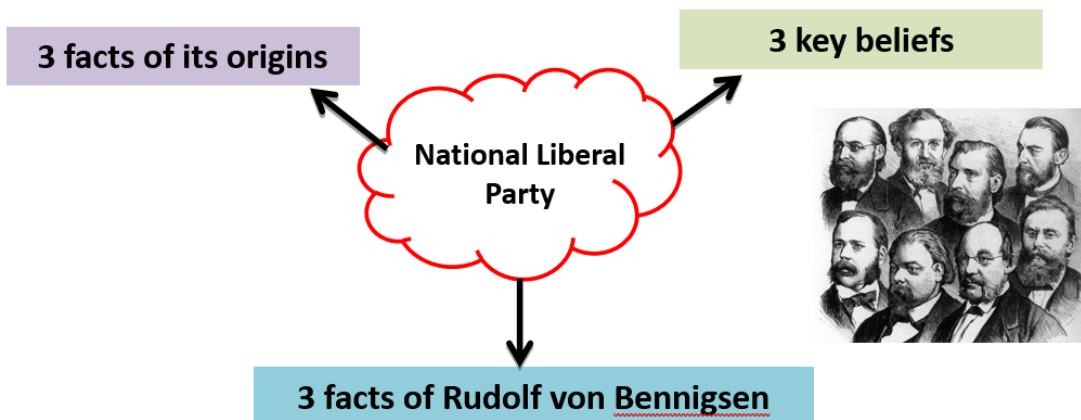 3 facts of its origins
3 key beliefs
National Liberal
Party
3 facts of Rudolf von Bennigsen